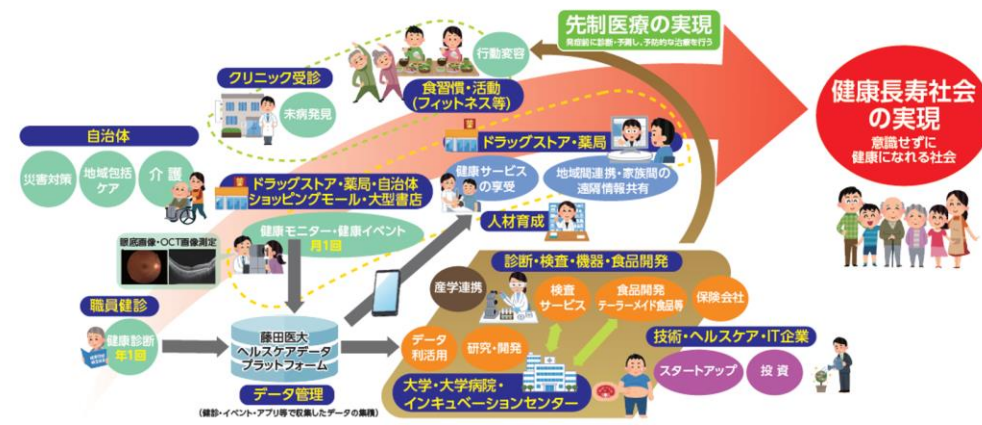 先制医療の実現
発症前に診断・予測し、予防的な治療を行う
行動変容
食習慣・活動
(フィットネス等)
クリニック受診
未病発見
健康長寿社会
の実現
意識せずに
健康になれる社会
自治体
災害対策
地域包括
ケア
介護
ドラッグストア・薬局
健康サービス
の享受
地域間連携・家族間の
遠隔情報共有
ドラッグストア・薬局・自治体
ショッピングモール・大型書店
人材育成
健康モニター・健康イベント
月1回
眼底画像・OCT画像測定
診断・検査・機器・食品開発
産学連携
検査
サービス
食品開発
テーラーメイド食品等
保険会社
職員健診
健康診断
年1回
藤田医大
ヘルスケアデータ
プラットフォーム
データ
利活用
研究・開発
技術・ヘルスケア・IT企業
スタートアップ
投資
データ管理
(健診・イベント・アプリ等で収集したデータの集積)
大学・大学病院・
インキュベーションセンター